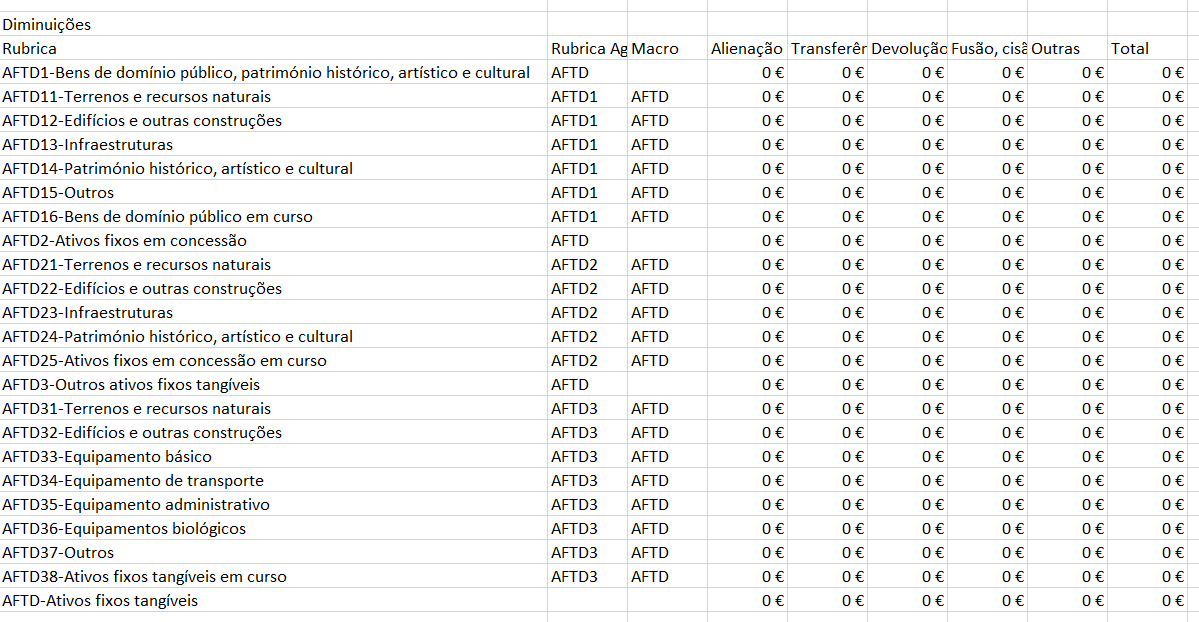 Diminuições
Rubrica Rubrica Ag Macro Alienação Transferêr Devolução Fusão, cisã Outras Total
AFTD1-Bens de domínio público, património histórico, artístico e cultural AFTD 0 € 0 € 0 € 0 € 0 € 0 €
AFTD11-Terrenos e recursos naturais AFTD1 AFTD 0 € 0 € 0 € 0 € 0 € 0 €
AFTD12-Edifícios e outras construções AFTD1 AFTD 0 € 0 € 0 € 0 € 0 € 0 €
AFTD13-Infraestruturas AFTD1 AFTD 0 € 0 € 0 € 0 € 0 € 0 €
AFTD14-Património histórico, artístico e cultural AFTD1 AFTD 0 € 0 € 0 € 0 € 0 € 0 €
AFTD15-Outros AFTD1 AFTD 0 € 0 € 0 € 0 € 0 € 0 €
AFTD16-Bens de domínio público em curso AFTD1 AFTD 0 € 0 € 0 € 0 € 0 € 0 €
AFTD2-Ativos fixos em concessão AFTD 0 € 0 € 0 € 0 € 0 € 0 €
AFTD21-Terrenos e recursos naturais AFTD2 AFTD 0 € 0 € 0 € 0 € 0 € 0 €
AFTD22-Edifícios e outras construções AFTD2 AFTD 0 € 0 € 0 € 0 € 0 € 0 €
AFTD23-Infraestruturas AFTD2 AFTD 0 € 0 € 0 € 0 € 0 € 0 €
AFTD24-Património histórico, artístico e cultural AFTD2 AFTD 0 € 0 € 0 € 0 € 0 € 0 €
AFTD25-Ativos fixos em concessão em curso AFTD2 AFTD 0 € 0 € 0 € 0 € 0 € 0 €
AFTD3-Outros ativos fixos tangíveis AFTD 0 € 0 € 0 € 0 € 0 € 0 €
AFTD31-Terrenos e recursos naturais AFTD3 AFTD 0 € 0 € 0 € 0 € 0 € 0 €
AFTD32-Edifícios e outras construções AFTD3 AFTD 0 € 0 € 0 € 0 € 0 € 0 €
AFTD33-Equipamento básico AFTD3 AFTD 0 € 0 € 0 € 0 € 0 € 0 €
AFTD34-Equipamento de transporte AFTD3 AFTD 0 € 0 € 0 € 0 € 0 € 0 €
AFTD35-Equipamento administrativo AFTD3 AFTD 0 € 0 € 0 € 0 € 0 € 0 €
AFTD36-Equipamentos biológicos AFTD3 AFTD 0 € 0 € 0 € 0 € 0 € 0 €
AFTD37-Outros AFTD3 AFTD 0 € 0 € 0 € 0 € 0 € 0 €
AFTD38-Ativos fixos tangíveis em curso AFTD3 AFTD 0 € 0 € 0 € 0 € 0 € 0 €
AFTD-Ativos fixos tangíveis 0 € 0 € 0 € 0 € 0 € 0 €